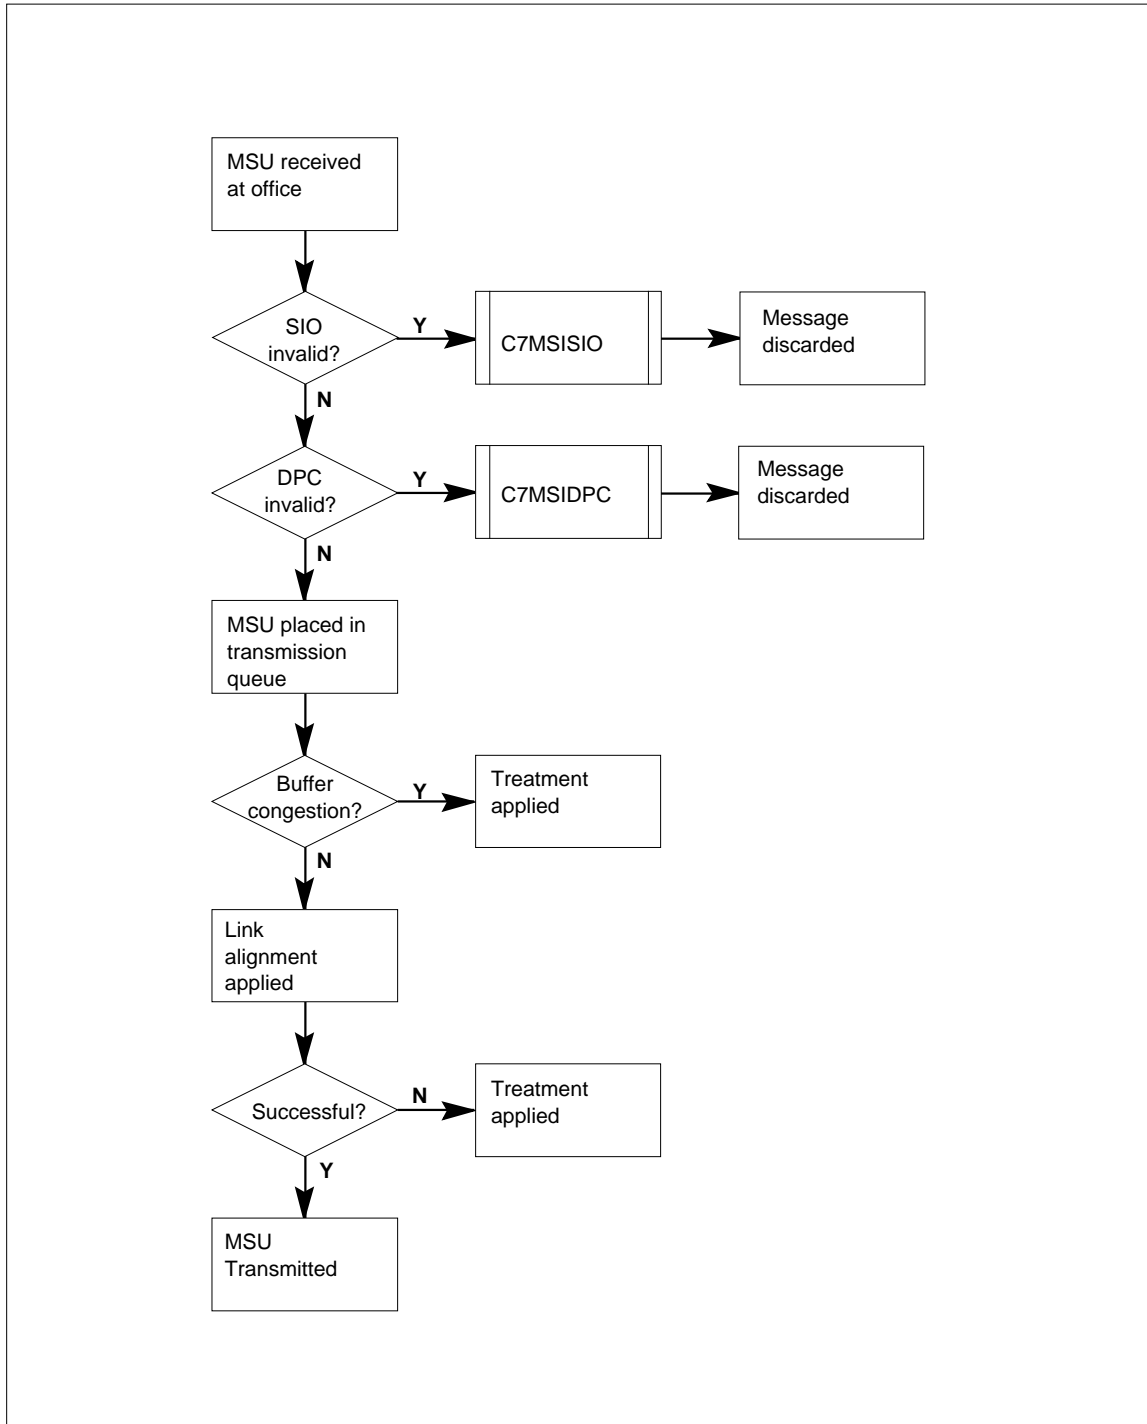 MSU received
at office
SIO
invalid?
Y
C7MSISIO
Message
discarded
N
DPC
invalid?
Y
C7MSIDPC
Message
discarded
N
MSU placed in
transmission
queue
Buffer
congestion?
Y
Treatment
applied
N
Link
alignment
applied
Successful?
N
Treatment
applied
Y
MSU
Transmitted